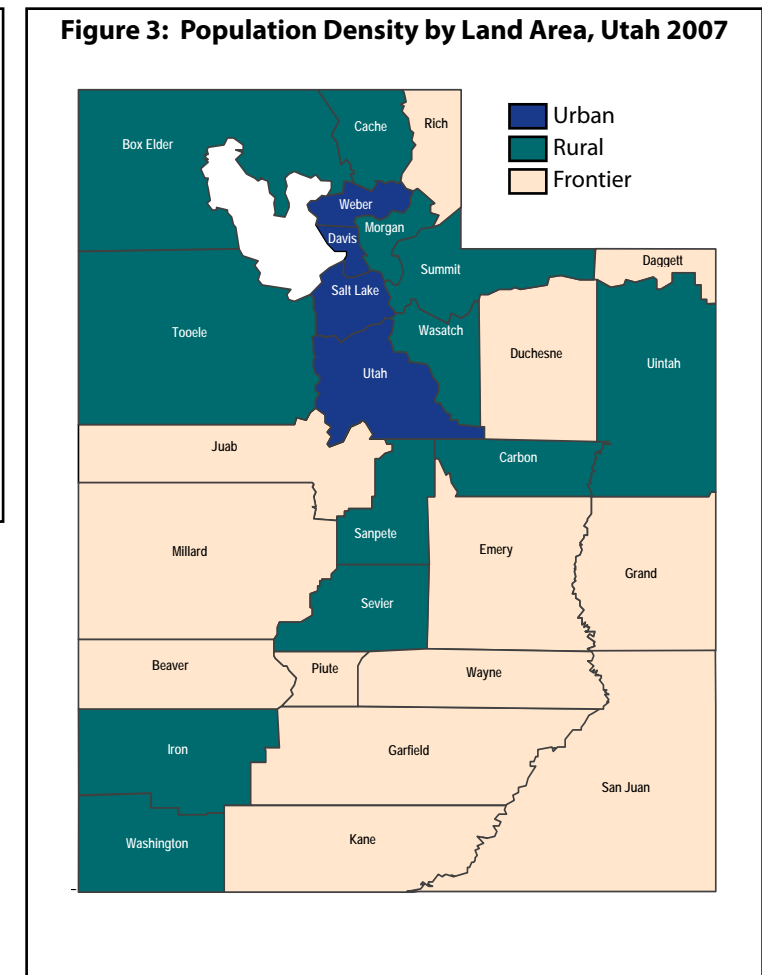 Figure 3: Population Density by Land Area, Utah 2007
Urban
Rural
Frontier
Box Elder
Cache
Rich
Weber
Morgan
Davis
Summit
Daggett
Salt Lake
Tooele
Wasatch
Duchesne
Uintah
Utah
Juab
Carbon
Sanpete
Millard
Emery
Grand
Sevier
Beaver
Piute
Wayne
Iron
Garfield
San Juan
Washington
Kane